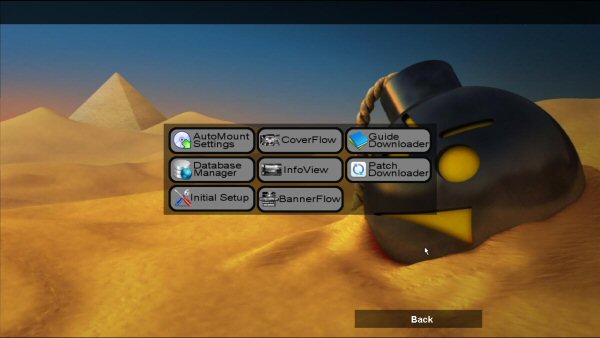 AutoMount
Settings
CoverFlow
Guide
Downloader
Database
Manager
InfoView
Patch
Downloader
Initial Setup
BannerFlow
Back